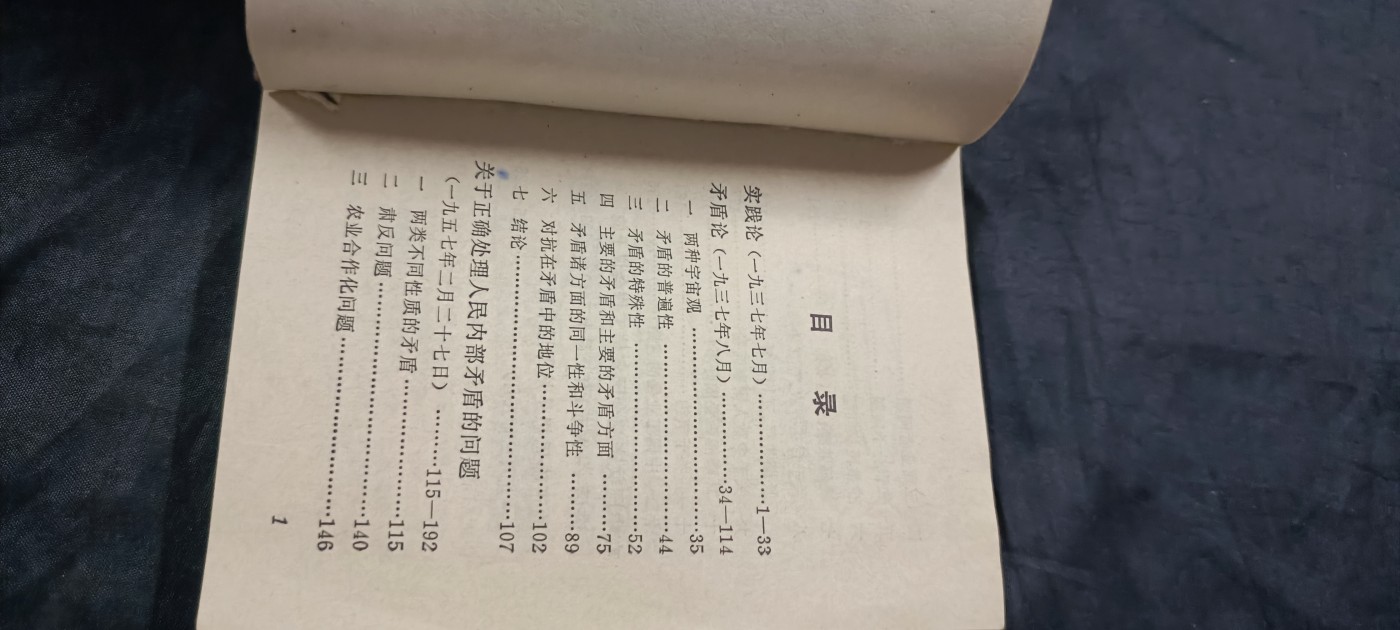 目 录
实践论（一九三七年七月）…………1—33
矛盾论（一九三七年八月）…………34—114
一 两种宇宙观…………35
二 矛盾的普遍性…………44
三 矛盾的特殊性…………52
四 主要的矛盾和主要的矛盾方面…………75
五 矛盾诸方面的同一性和斗争性…………89
六 对抗在矛盾中的地位…………102
七 结论…………107
关于正确处理人民内部矛盾的问题
（一九五七年二月二十七日）…………115—192
一 两类不同性质的矛盾…………115
二 肃反问题…………140
三 农业合作化问题…………146
1